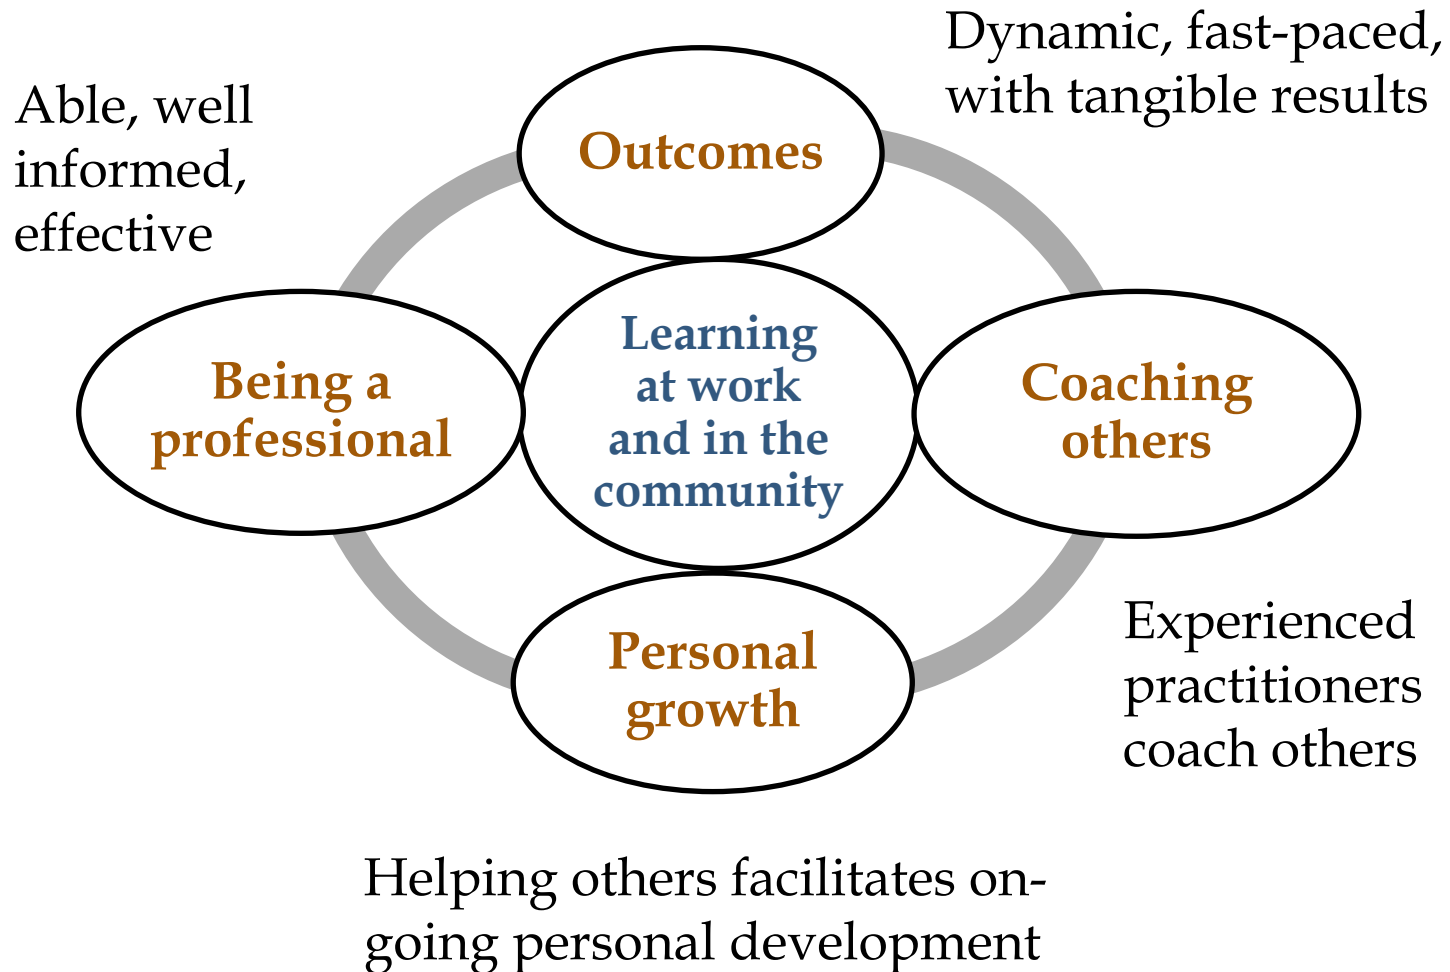 Dynamic, fast-paced,
with tangible results
Able, well
informed,
effective
Outcomes
Being a
professional
Learning
at work
and in the
community
Coaching
others
Personal
growth
Experienced
practitioners
coach others
Helping others facilitates on-
going personal development